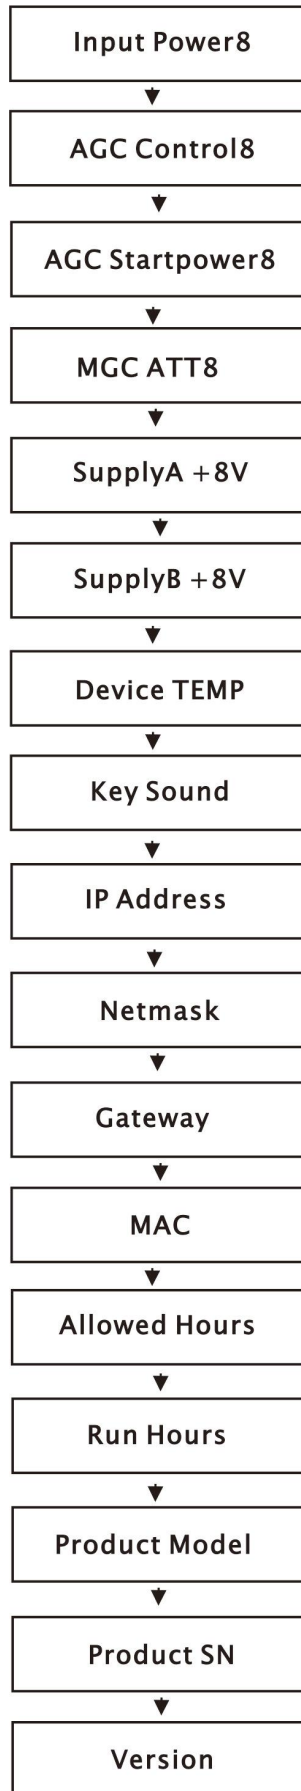 Input Power8
AGC Control8
AGC Startpower8
MGC ATT8
SupplyA +8V
SupplyB +8V
Device TEMP
Key Sound
IP Address
Netmask
Gateway
MAC
Allowed Hours
Run Hours
Product Model
Product SN
Version